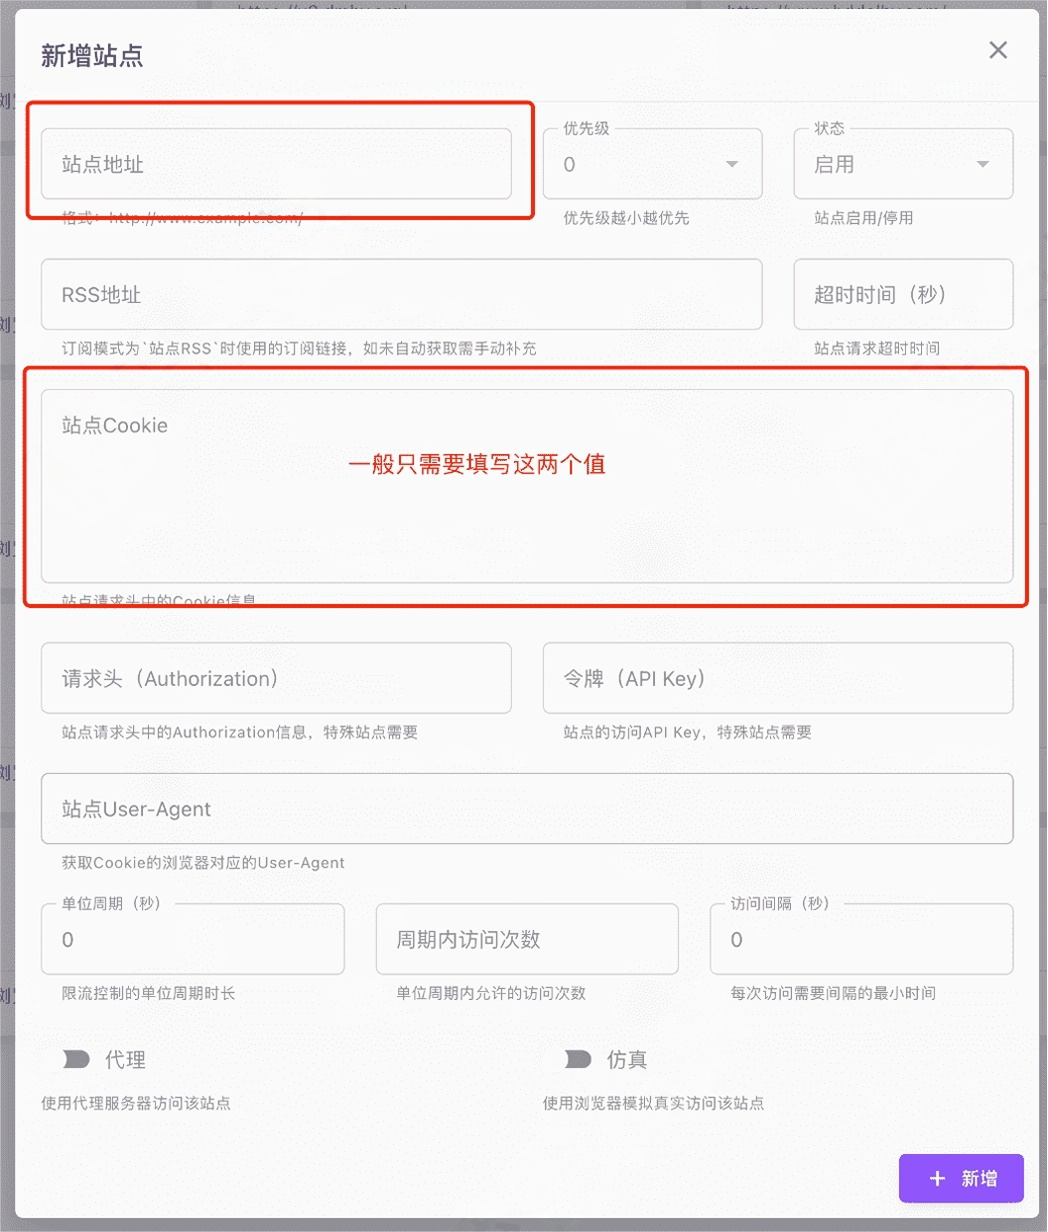 新增站点
站点地址
格式：http://www.example.com/
优先级
0
优先级越小越优先
状态
启用
站点启用/停用
RSS地址
订阅模式为`站点RSS`时使用的订阅链接，如未自动获取需手动补充
超时时间（秒）
站点请求超时时间
站点Cookie
一般只需要填写这两个值
站点请求头中的Cookie信息
请求头（Authorization）
站点请求头中的Authorization信息，特殊站点需要
令牌（API Key）
站点的访问API Key，特殊站点需要
站点User-Agent
获取Cookie的浏览器对应的User-Agent
单位周期（秒）
0
限流控制的单位周期时长
周期内访问次数
单位周期内允许的访问次数
访问间隔（秒）
0
每次访问需要间隔的最小时间
代理
使用代理服务器访问该站点
仿真
使用浏览器模拟真实访问该站点
+ 新增